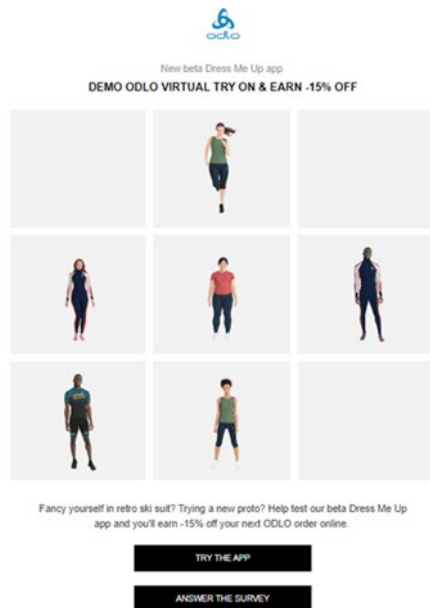 odlo
New beta Dress Me Up app
DEMO ODLO VIRTUAL TRY ON & EARN -15% OFF
Fancy yourself in retro ski suit? Trying a new proto? Help test our beta Dress Me Up
app and you'll earn -15% off your next ODLO order online.
TRY THE APP
ANSWER THE SURVEY